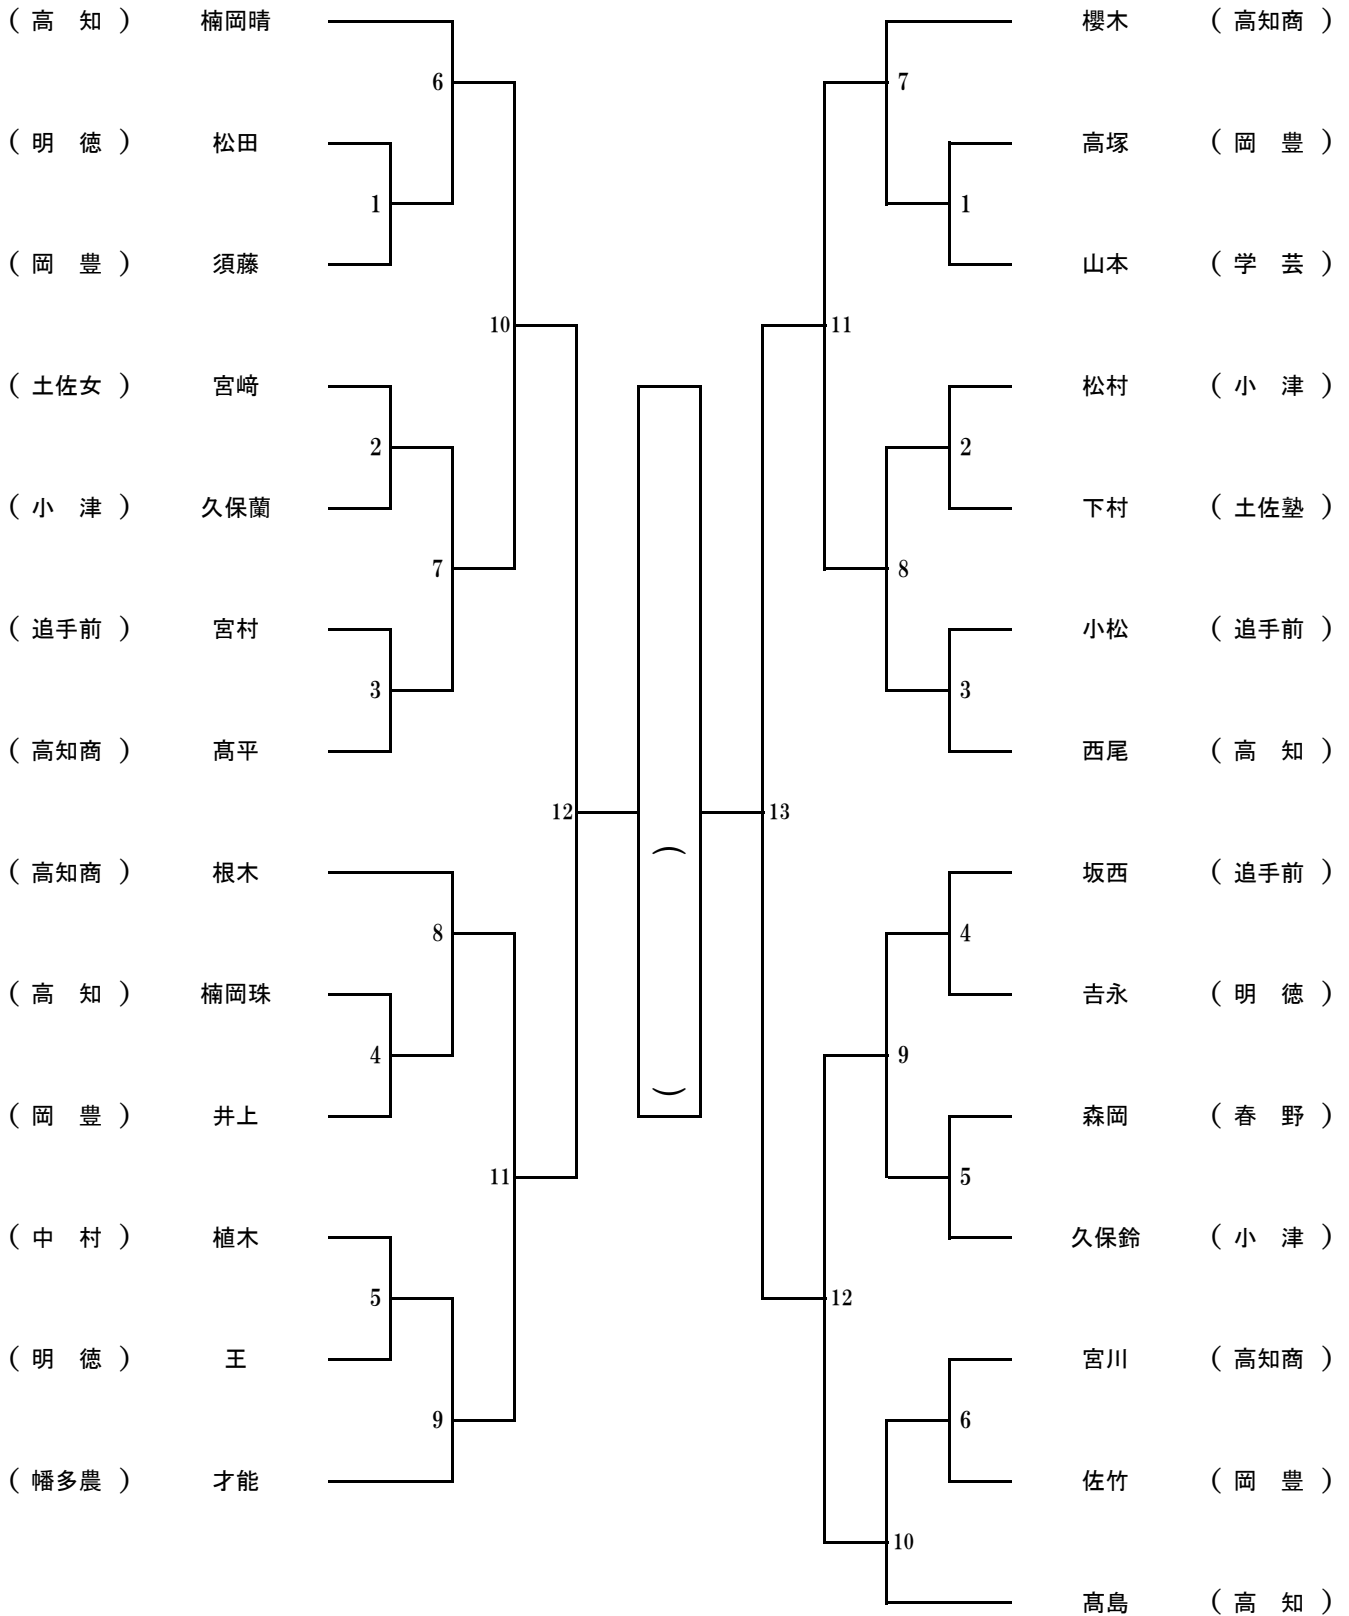 ( 高　知 ) 楠岡晴 櫻木 ( 高知商 )
6 7
( 明　徳 ) 松田 高塚 ( 岡　豊 )
1 1
( 岡　豊 ) 須藤 山本 ( 学　芸 )
10 11
( 土佐女 ) 宮﨑 松村 ( 小　津 )
2 2
( 小　津 ) 久保蘭 下村 ( 土佐塾 )
7 8
( 追手前 ) 宮村 小松 ( 追手前 )
3 3
( 高知商 ) 髙平 西尾 ( 高　知 )
12 13
( 高知商 ) 根木 坂西 ( 追手前 )
8 4
( 高　知 ) 楠岡珠 𠮷永 ( 明　徳 )
4 9
( 岡　豊 ) 井上 森岡 ( 春　野 )
11 5
( 中　村 ) 植木 久保鈴 ( 小　津 )
5 12
( 明　徳 ) 王 宮川 ( 高知商 )
9 6
( 幡多農 ) 才能 佐竹 ( 岡　豊 )
10
髙島 ( 高　知 )
( )